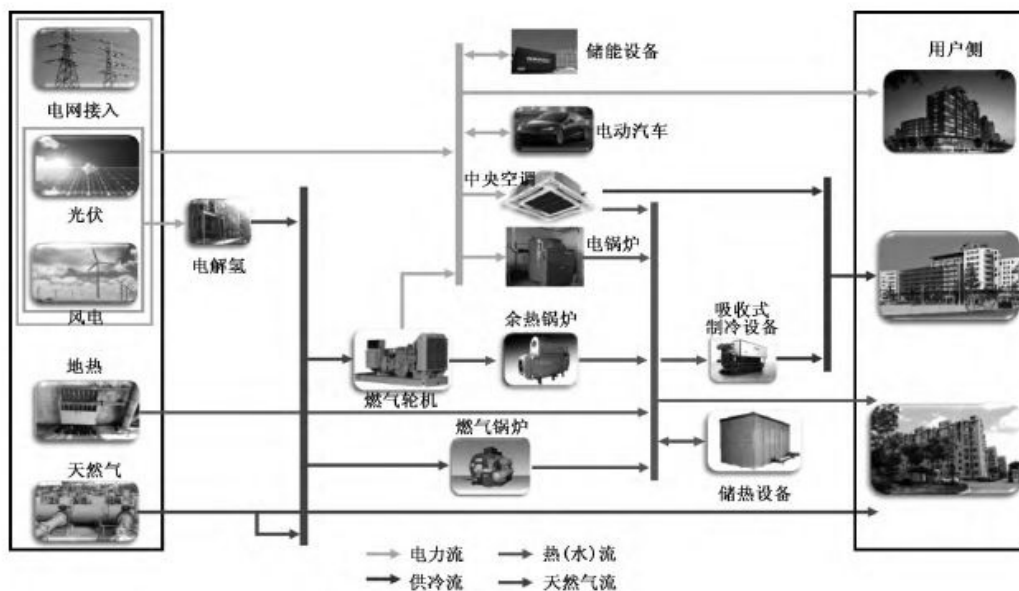 储能设备
用户侧
电网接入
电动汽车
中央空调
光伏
电解氢
电锅炉
吸收式
制冷设备
风电
余热锅炉
地热
燃气轮机
燃气锅炉
天然气
储热设备
电力流
热(水)流
供冷流
天然气流